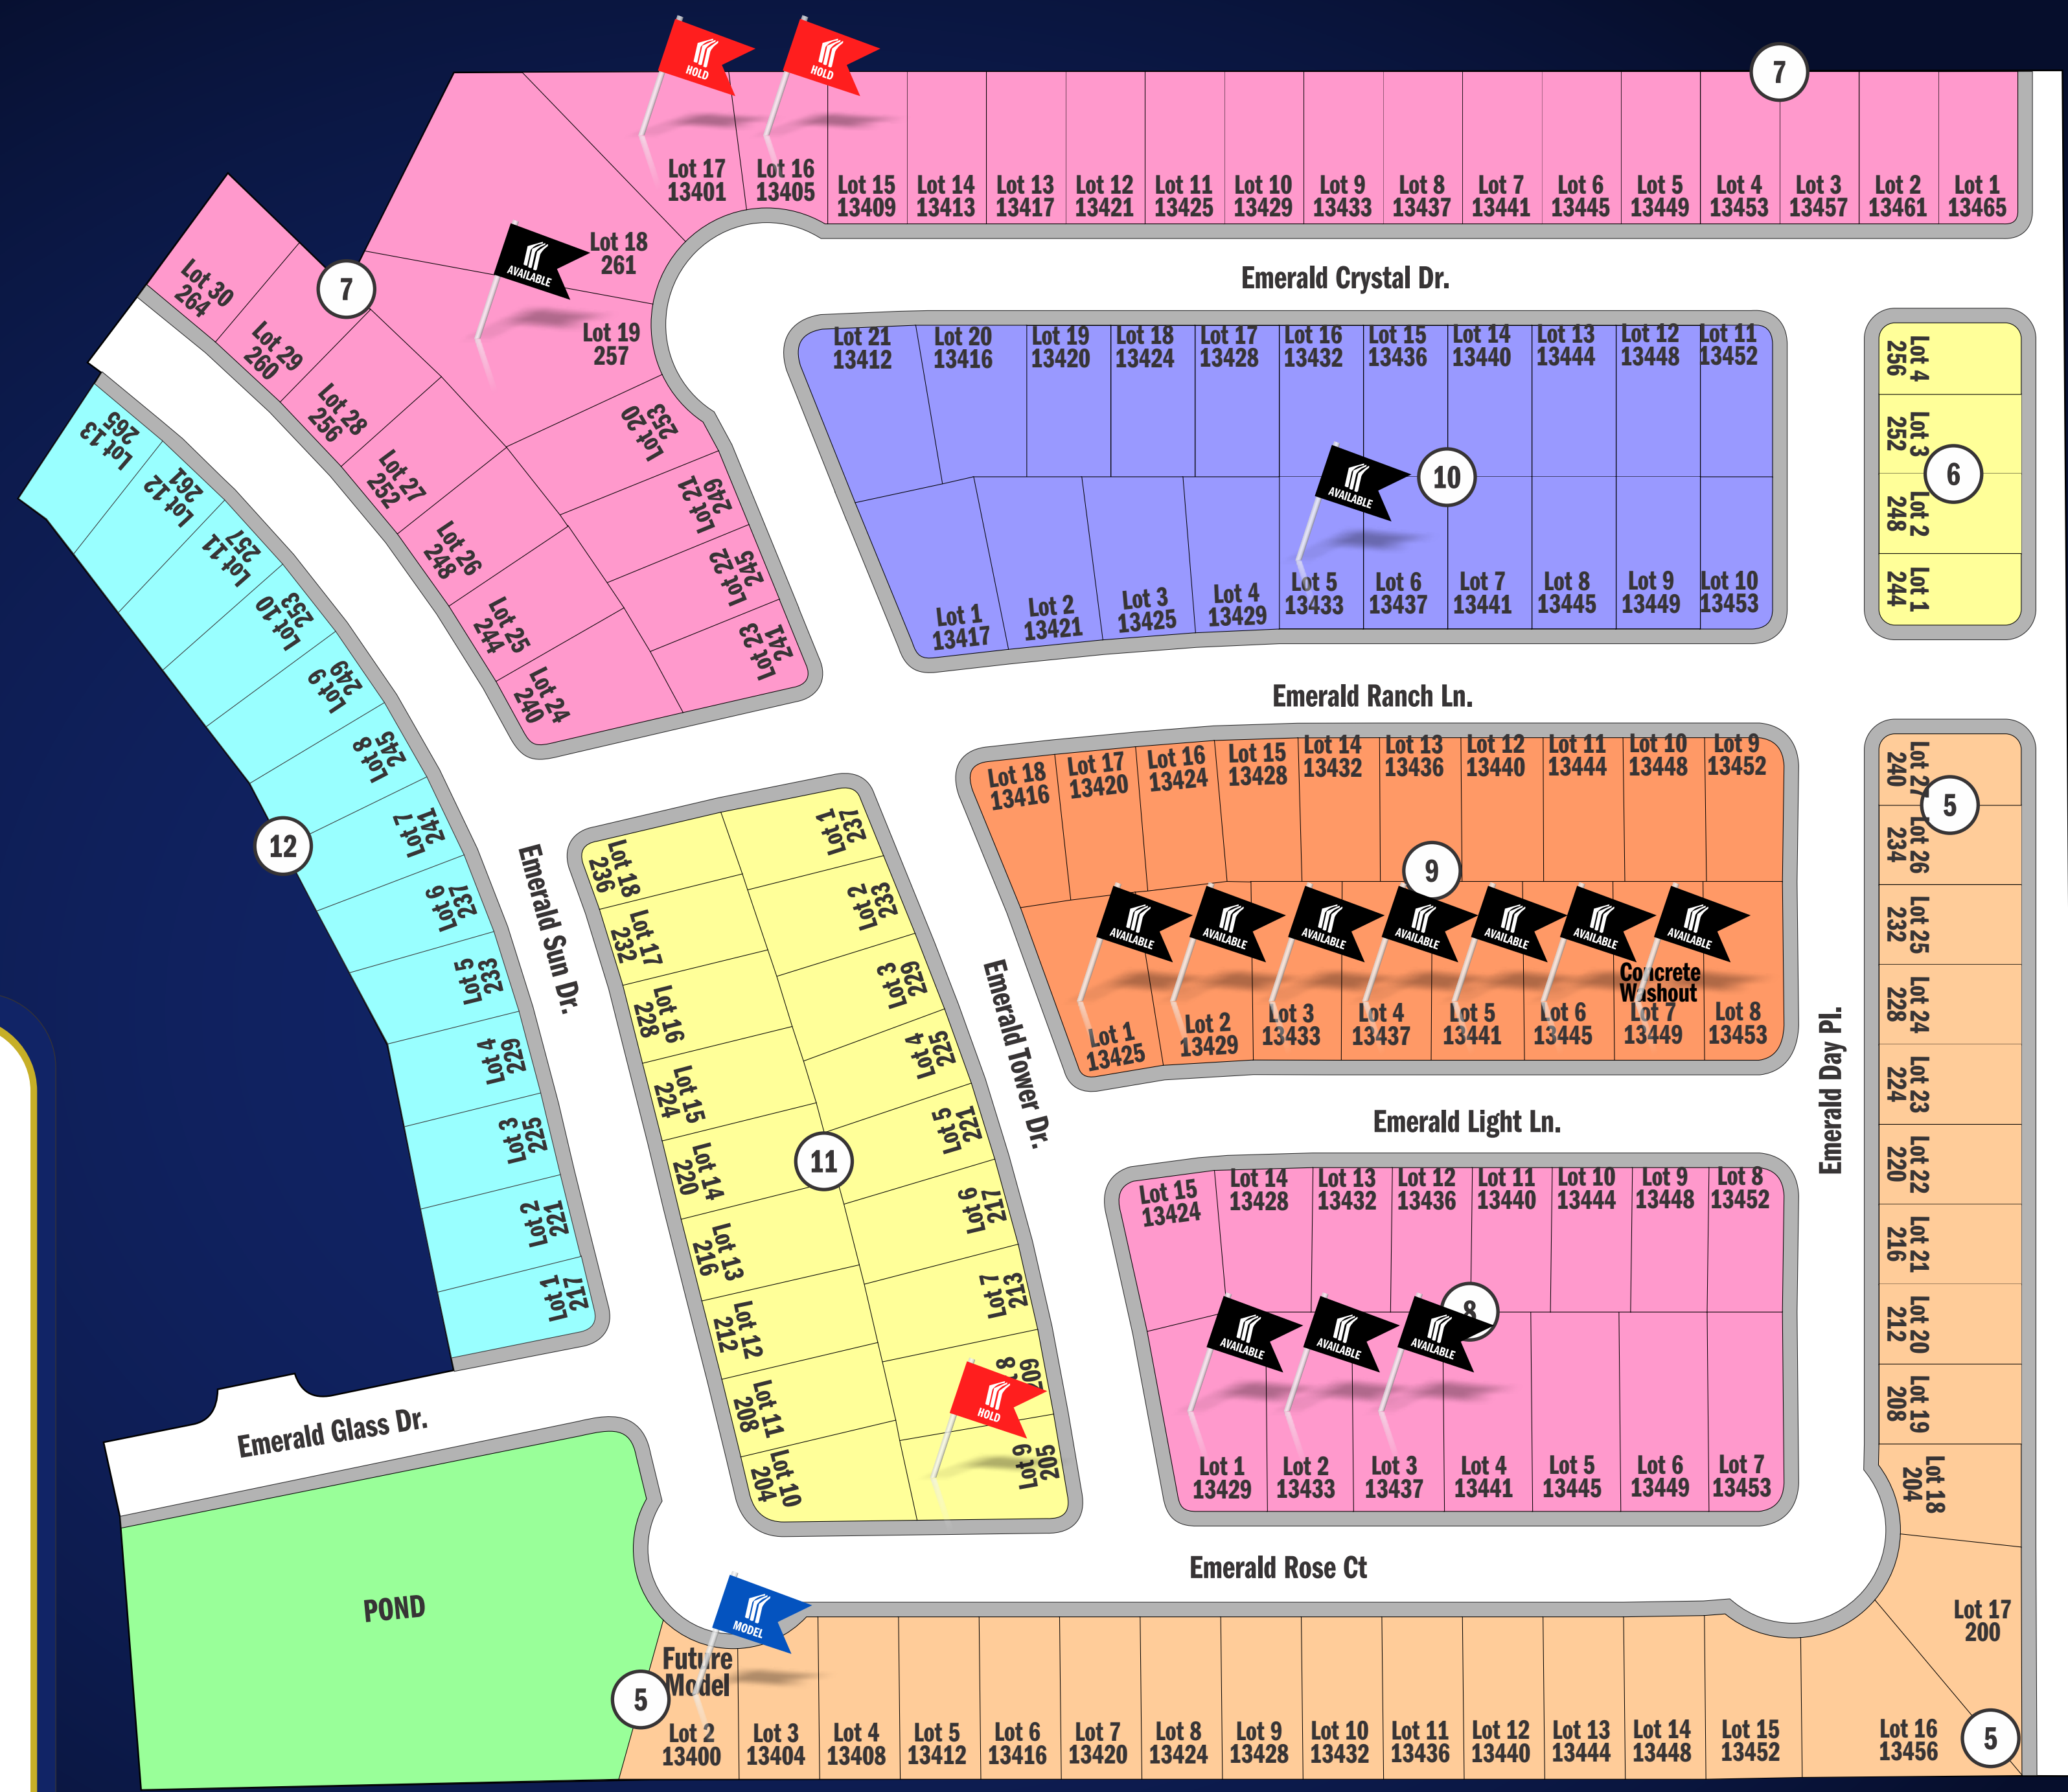 HOLD
HOLD
7
Lot 17
13401
Lot 16
13405
Lot 15
13409
Lot 14
13413
Lot 13
13417
Lot 12
13421
Lot 11
13425
Lot 10
13429
Lot 9
13433
Lot 8
13437
Lot 7
13441
Lot 6
13445
Lot 5
13449
Lot 4
13453
Lot 3
13457
Lot 2
13461
Lot 1
13465
Lot 18
261
AVAILABLE
Lot 19
257
7
Lot 30
264
Lot 29
260
Lot 28
256
Lot 27
252
Lot 26
248
Lot 25
244
Lot 24
240
Lot 20
253
Lot 21
249
Lot 22
245
Lot 23
241
Emerald Crystal Dr.
Lot 21
13412
Lot 20
13416
Lot 19
13420
Lot 18
13424
Lot 17
13428
Lot 16
13432
Lot 15
13436
Lot 14
13440
Lot 13
13444
Lot 12
13448
Lot 11
13452
AVAILABLE
10
Lot 1
13417
Lot 2
13421
Lot 3
13425
Lot 4
13429
Lot 5
13433
Lot 6
13437
Lot 7
13441
Lot 8
13445
Lot 9
13449
Lot 10
13453
Lot 4
256
Lot 3
252
6
Lot 2
248
Lot 1
244
Emerald Ranch Ln.
Lot 13
265
Lot 12
261
Lot 11
257
Lot 10
253
Lot 9
249
Lot 8
245
Lot 7
241
12
Lot 6
237
Lot 5
233
Lot 4
229
Lot 3
225
Lot 2
221
Lot 1
217
Emerald Sun Dr.
Lot 18
236
Lot 17
232
Lot 16
228
Lot 15
224
Lot 14
220
Lot 13
216
Lot 12
212
Lot 11
208
Lot 10
204
11
Lot 1
237
Lot 2
233
Lot 3
229
Lot 4
225
Lot 5
221
Lot 6
217
Lot 7
213
8
209
HOLD
Lot 9
205
Emerald Tower Dr.
Lot 18
13416
Lot 17
13420
Lot 16
13424
Lot 15
13428
Lot 14
13432
Lot 13
13436
Lot 12
13440
Lot 11
13444
Lot 10
13448
Lot 9
13452
9
AVAILABLE
AVAILABLE
AVAILABLE
AVAILABLE
AVAILABLE
AVAILABLE
AVAILABLE
Concrete
Washout
Lot 1
13425
Lot 2
13429
Lot 3
13433
Lot 4
13437
Lot 5
13441
Lot 6
13445
Lot 7
13449
Lot 8
13453
Emerald Light Ln.
Emerald Day Pl.
Lot 27
240
5
Lot 26
234
Lot 25
232
Lot 24
228
Lot 23
224
Lot 22
220
Lot 21
216
Lot 20
212
Lot 19
208
Lot 18
204
Lot 17
200
Lot 15
13424
Lot 14
13428
Lot 13
13432
Lot 12
13436
Lot 11
13440
Lot 10
13444
Lot 9
13448
Lot 8
13452
8
AVAILABLE
AVAILABLE
AVAILABLE
Lot 1
13429
Lot 2
13433
Lot 3
13437
Lot 4
13441
Lot 5
13445
Lot 6
13449
Lot 7
13453
Emerald Glass Dr.
POND
Emerald Rose Ct
MODEL
Future
Model
5
Lot 2
13400
Lot 3
13404
Lot 4
13408
Lot 5
13412
Lot 6
13416
Lot 7
13420
Lot 8
13424
Lot 9
13428
Lot 10
13432
Lot 11
13436
Lot 12
13440
Lot 13
13444
Lot 14
13448
Lot 15
13452
Lot 16
13456
5